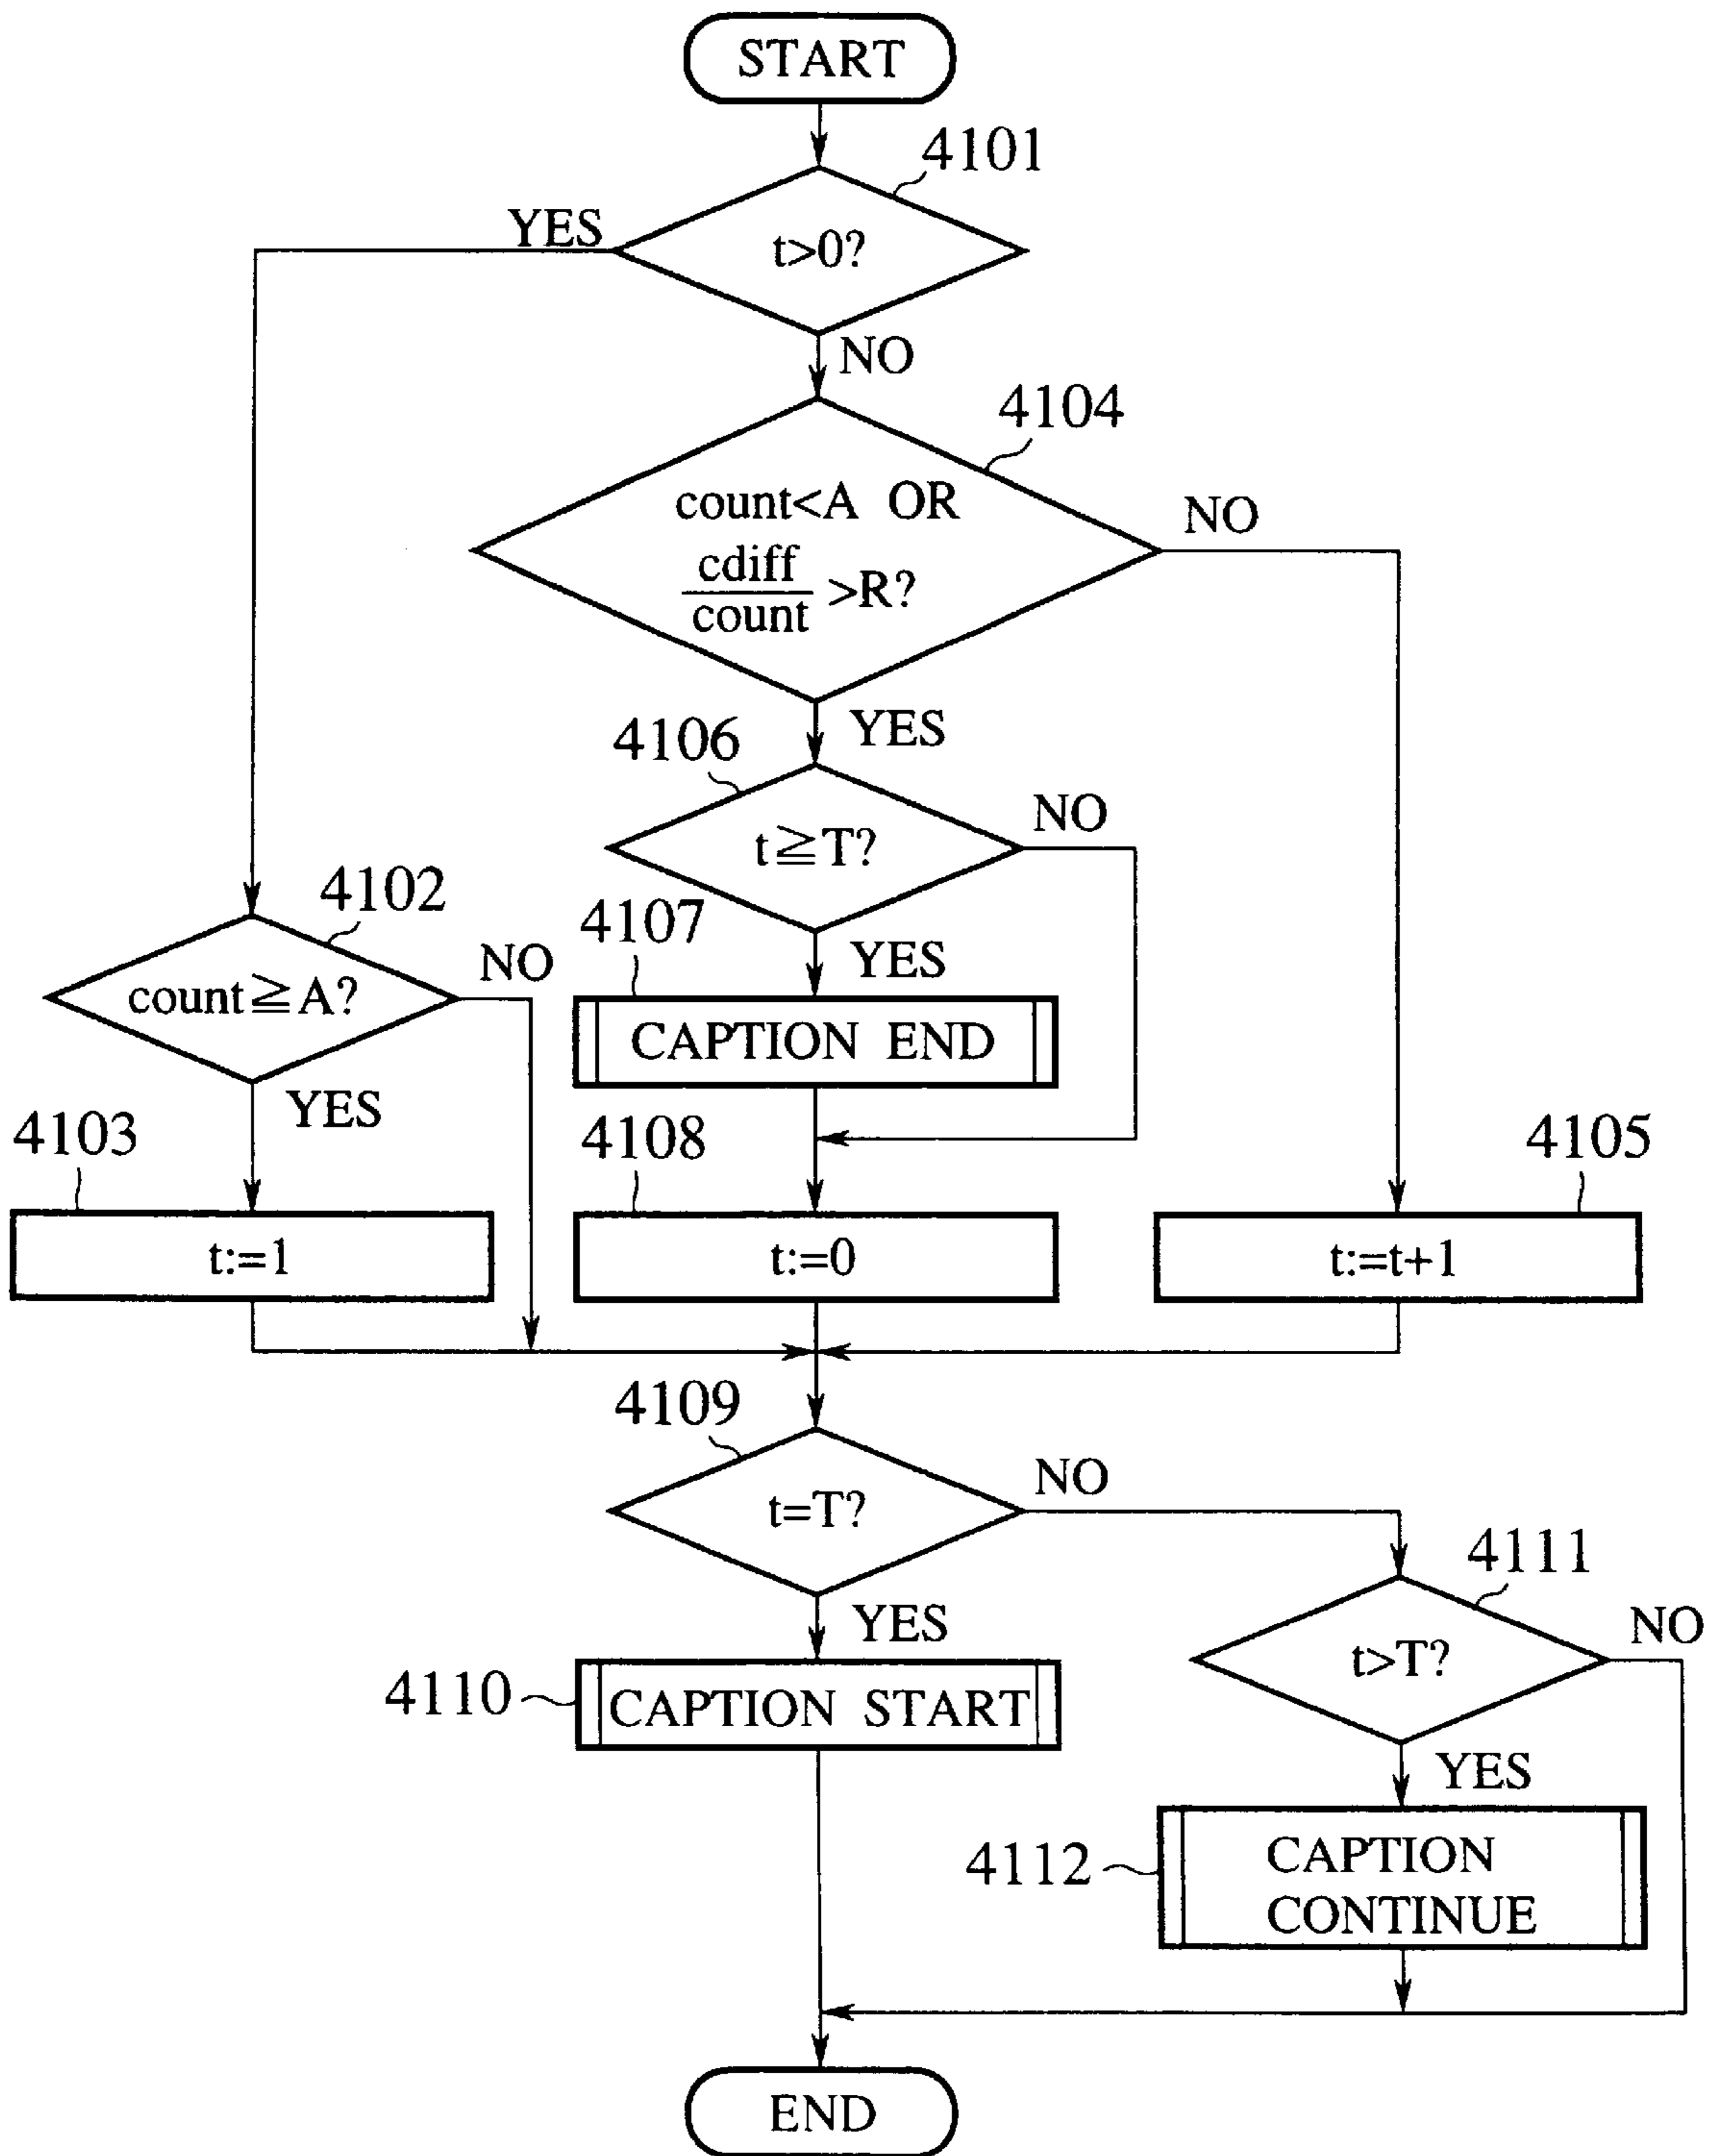 START
4101
YES
t>0?
NO
4104
count<A OR
NO
cdiff
count
>R?
YES
4106
NO
t≧T?
4102
4107
YES
NO
count≧A?
CAPTION END
YES
4103
4108
4105
t:=1
t:=0
t:=t+1
4109
NO
t=T?
4111
YES
NO
t>T?
4110
CAPTION START
YES
4112
CAPTION
CONTINUE
END